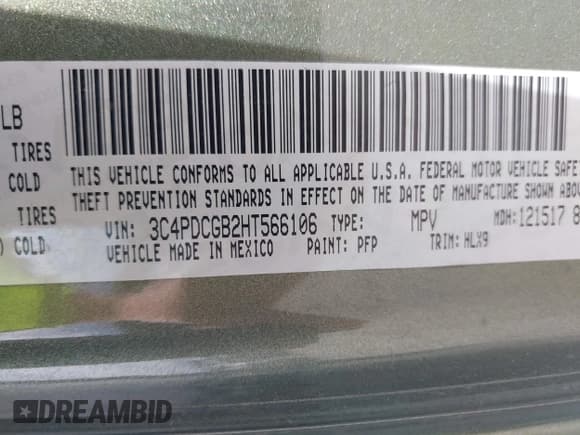 LB
TIRES
COLD
THIS VEHICLE CONFORMS TO ALL APPLICABLE U.S.A. FEDERAL MOTOR VEHICLE SAFE
THEFT PREVENTION STANDARDS IN EFFECT ON THE DATE OF MANUFACTURE SHOWN ABO
TIRES
) COLD
VIN: 3C4PDCGB2HT566106 TYPE: MPV MDH: 121517
VEHICLE MADE IN MEXICO PAINT: PFP TRIM: HLX9
DREAMBID